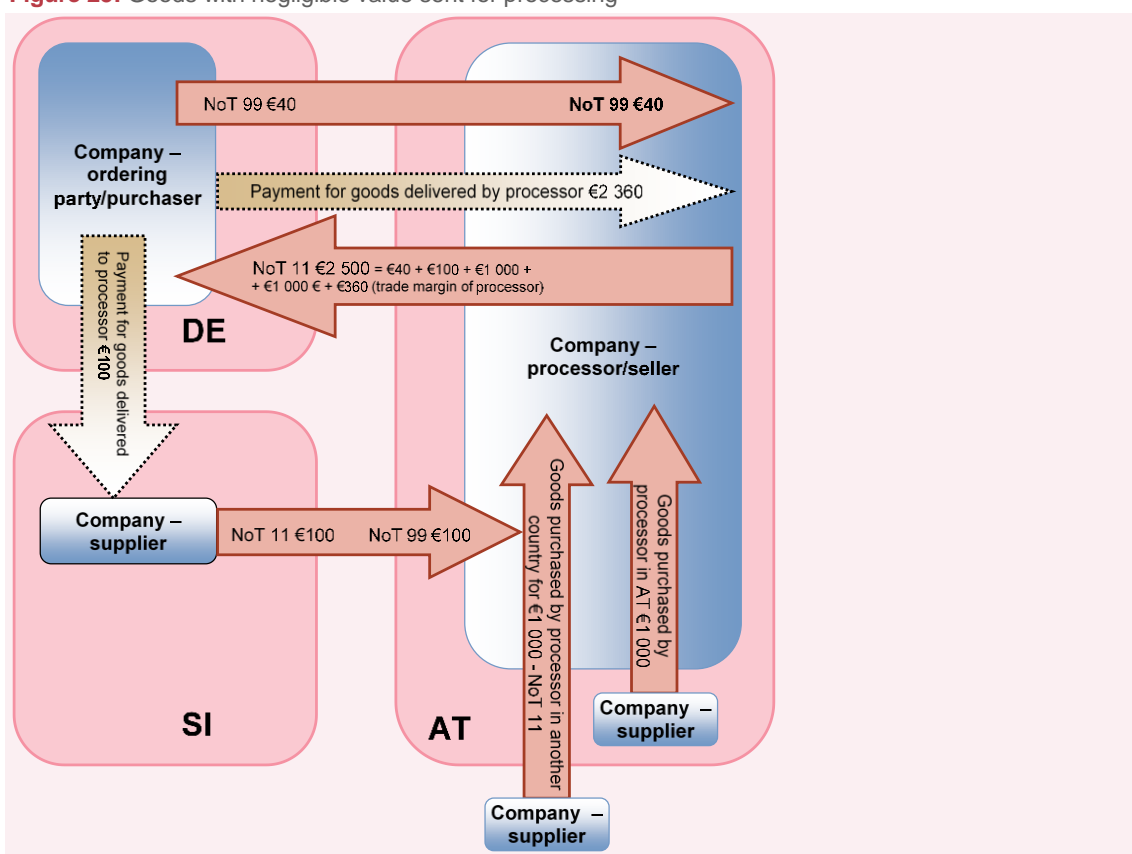 Figure 25: Goods with negligible value sent for processing
NoT 99 €40
NoT 99 €40
Company –
ordering
party/purchaser
Payment for goods delivered by processor €2 360
NoT 11 €2 500 = €40 + €100 + €1 000 +
+ €1 000 € + €360 (trade margin of processor)
Payment for goods delivered
to processor €100
DE
Company –
processor/seller
Company –
supplier
NoT 11 €100
NoT 99 €100
Goods purchased by processor in another
country for €1 000 - NoT 11
Goods purchased by
processor in AT €1 000
SI
AT
Company –
supplier
Company –
supplier